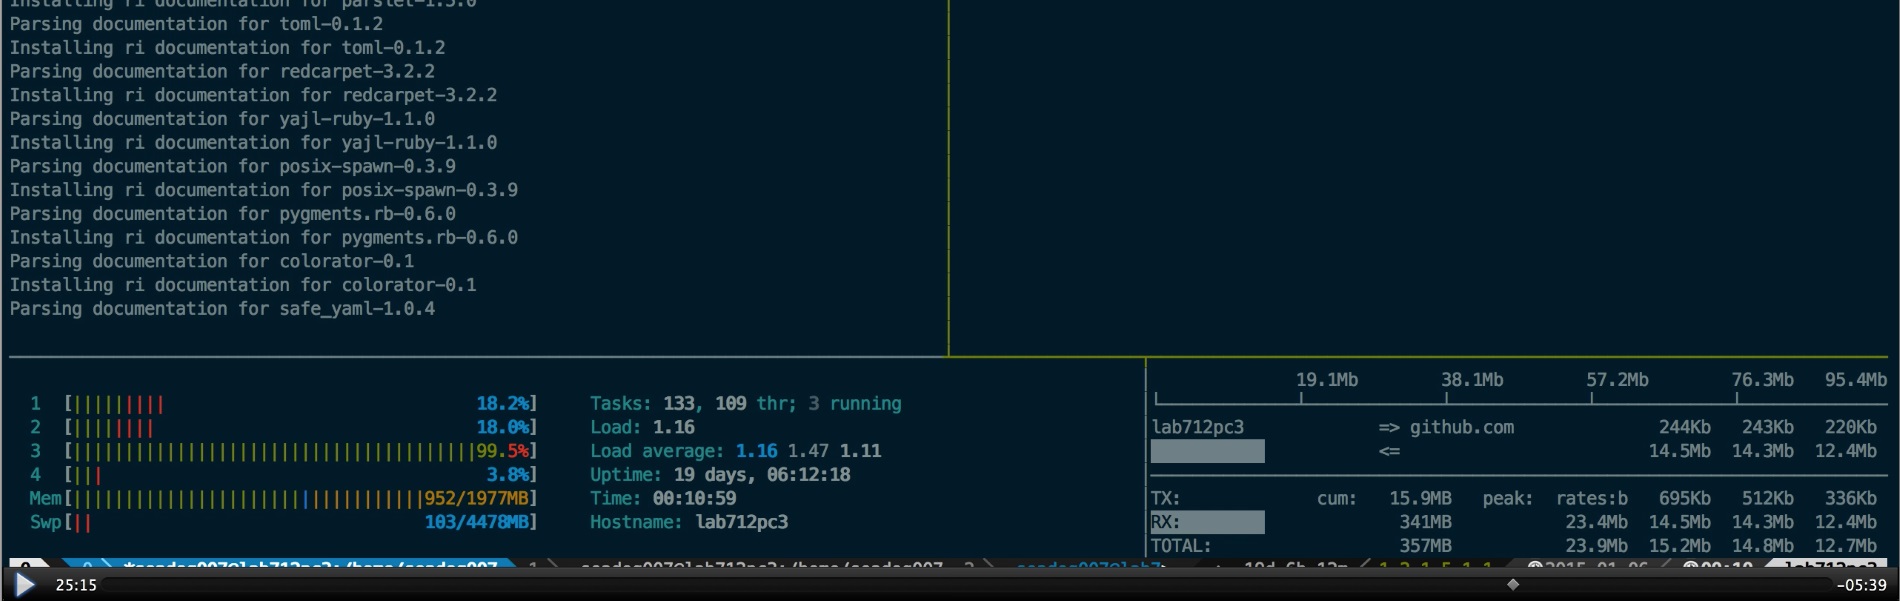 Installing ri documentation for parslet-1.5.0
Parsing documentation for toml-0.1.2
Installing ri documentation for toml-0.1.2
Parsing documentation for redcarpet-3.2.2
Installing ri documentation for redcarpet-3.2.2
Parsing documentation for yajl-ruby-1.1.0
Installing ri documentation for yajl-ruby-1.1.0
Parsing documentation for posix-spawn-0.3.9
Installing ri documentation for posix-spawn-0.3.9
Parsing documentation for pygments.rb-0.6.0
Installing ri documentation for pygments.rb-0.6.0
Parsing documentation for colorator-0.1
Installing ri documentation for colorator-0.1
Parsing documentation for safe_yaml-1.0.4
1 [||||||||| 18.2%]
2 [|||||||| 18.0%]
3 [||||||||||||||||||||||||||||||||||||||99.5%]
4 [||| 3.8%]
Mem[||||||||||||||||||||||||||||||||||952/1977MB]
Swp[|| 103/4478MB]
Tasks: 133, 109 thr; 3 running
Load: 1.16
Load average: 1.16 1.47 1.11
Uptime: 19 days, 06:12:18
Time: 00:10:59
Hostname: lab712pc3
19.1Mb 38.1Mb 57.2Mb 76.3Mb 95.4Mb
lab712pc3 => github.com 244Kb 243Kb 220Kb
<= 14.5Mb 14.3Mb 12.4Mb
TX: cum: 15.9MB peak: rates:b 695Kb 512Kb 336Kb
RX: 341MB 23.4Mb 14.5Mb 14.3Mb 12.4Mb
TOTAL: 357MB 23.9Mb 15.2Mb 14.8Mb 12.7Mb
25:15
-05:39